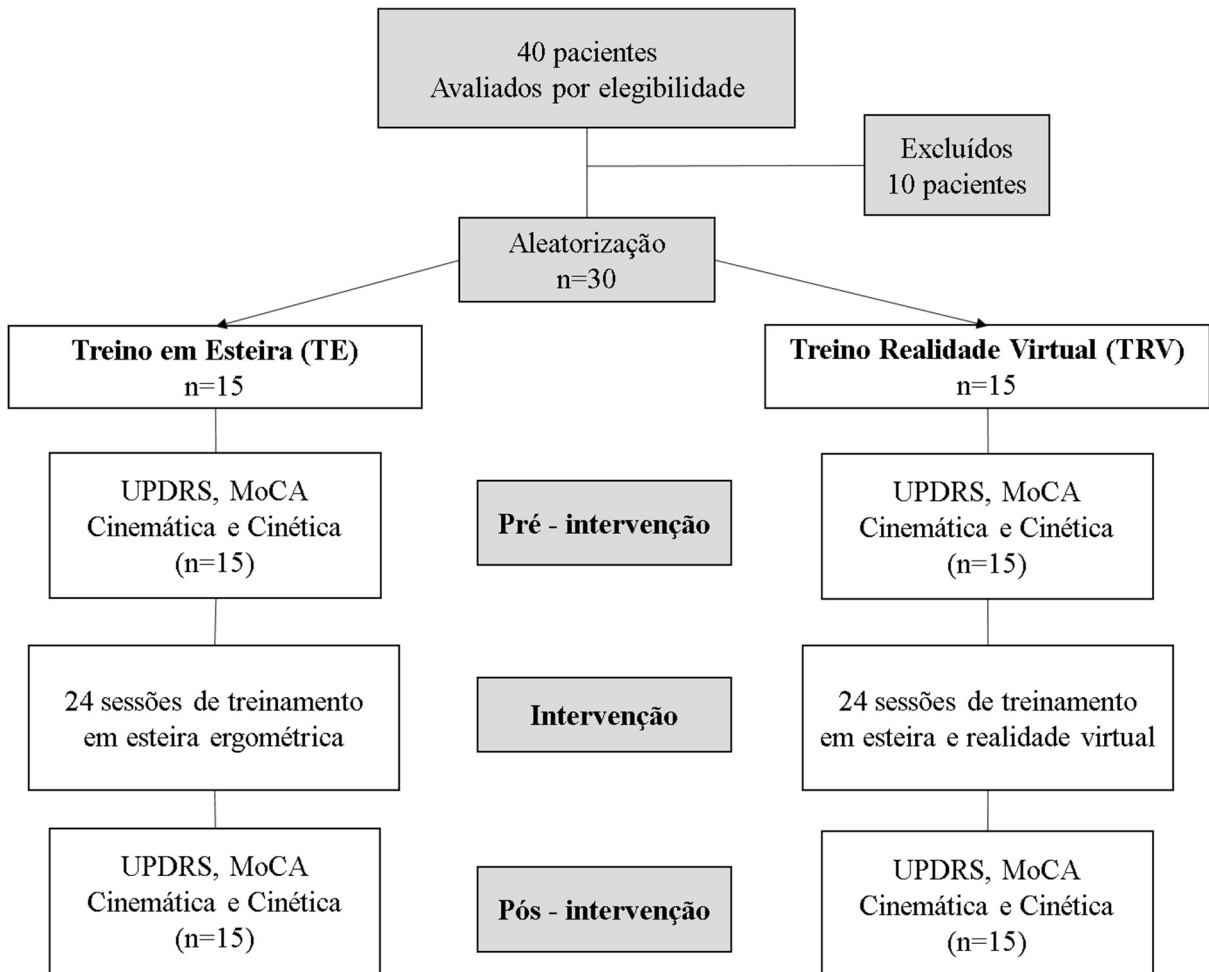 40 pacientes
Avaliados por elegibilidade
Excluídos
10 pacientes
Aleatorização
n=30
Treino em Esteira (TE)
n=15
Treino Realidade Virtual (TRV)
n=15
UPDRS, MoCA
Cinemática e Cinética
(n=15)
Pré - intervenção
UPDRS, MoCA
Cinemática e Cinética
(n=15)
24 sessões de treinamento
em esteira ergométrica
Intervenção
24 sessões de treinamento
em esteira e realidade virtual
UPDRS, MoCA
Cinemática e Cinética
(n=15)
Pós - intervenção
UPDRS, MoCA
Cinemática e Cinética
(n=15)